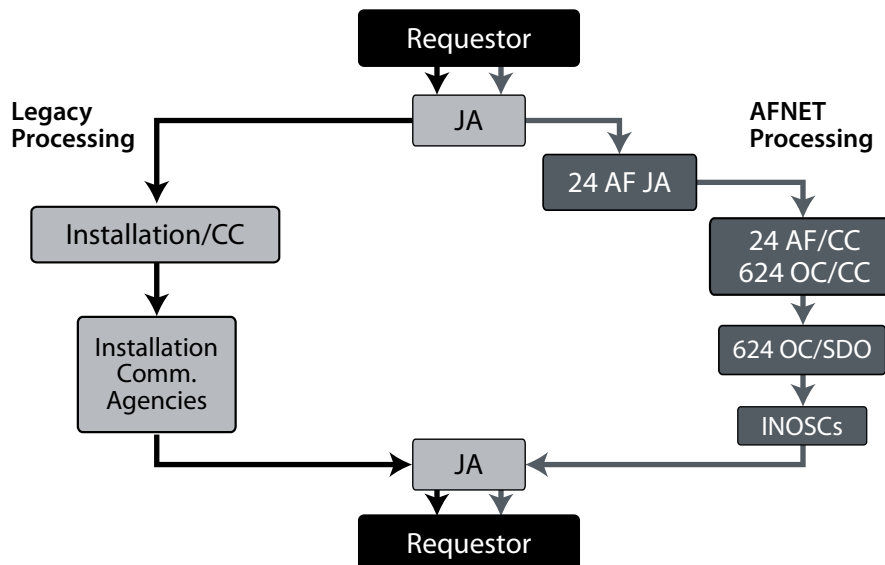 Requestor
Legacy
Processing
JA
AFNET
Processing
24 AF JA
Installation/CC
24 AF/CC
624 OC/CC
Installation
Comm.
Agencies
624 OC/SDO
INOSCs
JA
Requestor